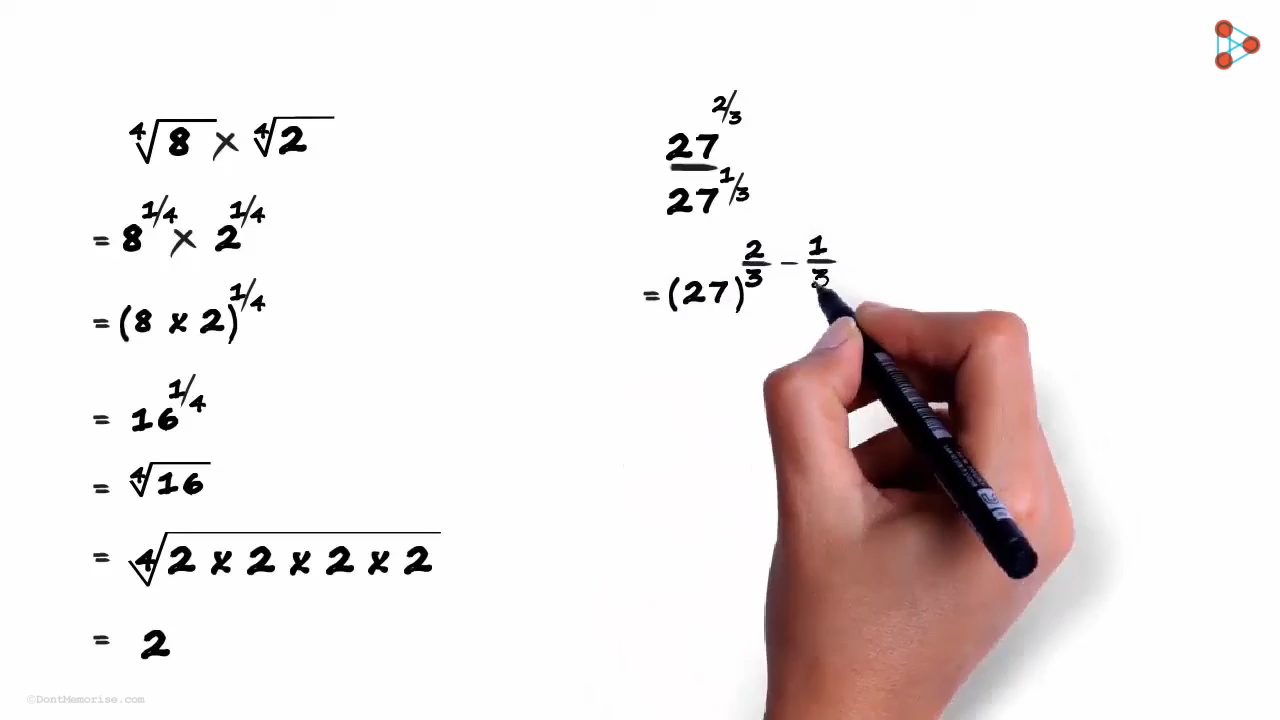 ∜8 × ∜2
= 8^1/4 × 2^1/4
= (8 × 2)^1/4
= 16^1/4
= ∜16
= ∜2 × 2 × 2 × 2
= 2
27^2/3
27^1/3
= (27)^2/3 - 1/3
©DontMemorise.com